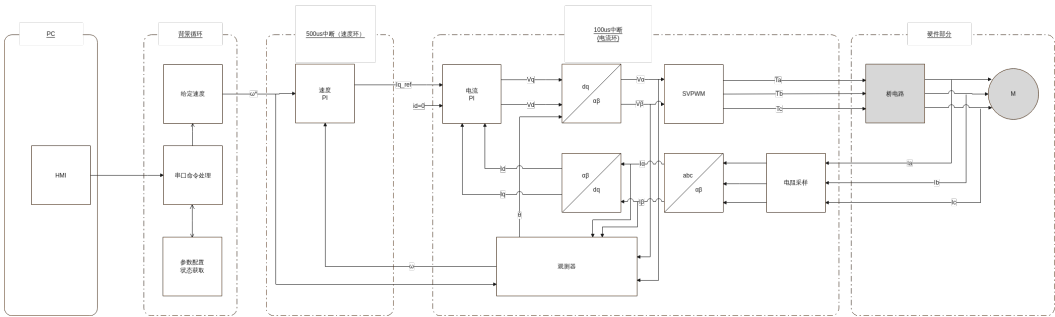 PC
背景循环
500us中断（速度环）
100us中断
(电流环)
硬件部分
给定速度
ω*
速度
PI
Iq_ref
id=0
电流
PI
Vq
Vd
dq
αβ
Vα
Vβ
SVPWM
Ta
Tb
Tc
桥电路
M
HMI
串口命令处理
Id
Iq
αβ
dq
Iα
Iβ
abc
αβ
电阻采样
Ia
Ib
Ic
θ
参数配置
状态获取
ω
观测器